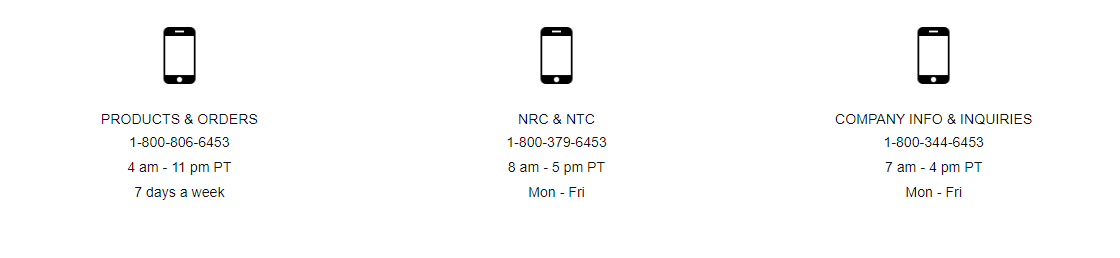 PRODUCTS & ORDERS
1-800-806-6453
4 am - 11 pm PT
7 days a week
NRC & NTC
1-800-379-6453
8 am - 5 pm PT
Mon - Fri
COMPANY INFO & INQUIRIES
1-800-344-6453
7 am - 4 pm PT
Mon - Fri